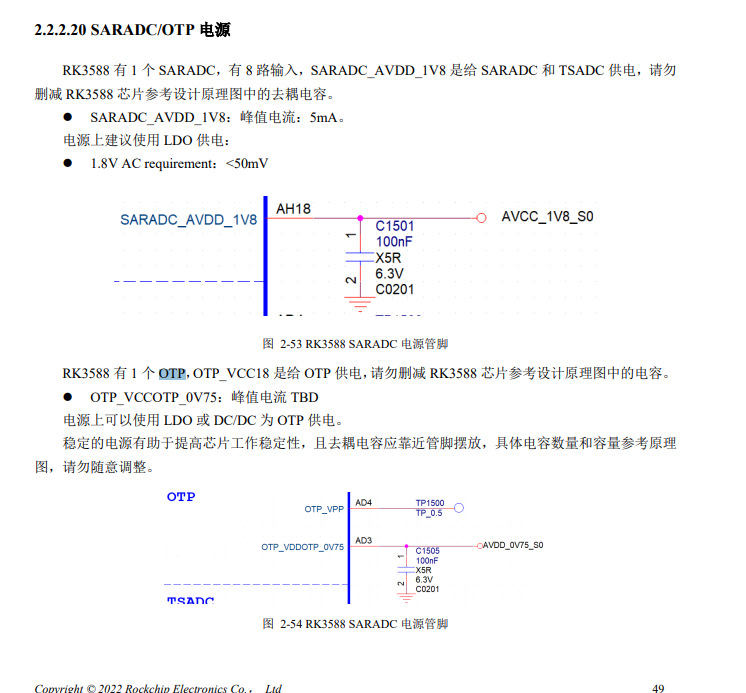 2.2.2.20 SARADC/OTP 电源
RK3588 有 1 个 SARADC，有 8 路输入，SARADC_AVDD_1V8 是给 SARADC 和 TSADC 供电，请勿
删减 RK3588 芯片参考设计原理图中的去耦电容。
● SARADC_AVDD_1V8：峰值电流：5mA。
电源上建议使用 LDO 供电：
● 1.8V AC requirement：<50mV
SARADC_AVDD_1V8
AH18
AVCC_1V8_S0
1
2
C1501
100nF
X5R
6.3V
C0201
图 2-53 RK3588 SARADC 电源管脚
RK3588 有 1 个 OTP，OTP_VCC18 是给 OTP 供电，请勿删减 RK3588 芯片参考设计原理图中的电容。
● OTP_VCCOTP_0V75：峰值电流 TBD
电源上可以使用 LDO 或 DC/DC 为 OTP 供电。
稳定的电源有助于提高芯片工作稳定性，且去耦电容应靠近管脚摆放，具体电容数量和容量参考原理
图，请勿随意调整。
OTP
OTP_VPP
AD4
TP1500
TP_0.5
OTP_VDDOTP_0V75
AD3
AVDD_0V75_S0
1
2
C1505
100nF
X5R
6.3V
C0201
TSADC
图 2-54 RK3588 SARADC 电源管脚
Copyright © 2022 Rockchip Electronics Co.， Ltd
49